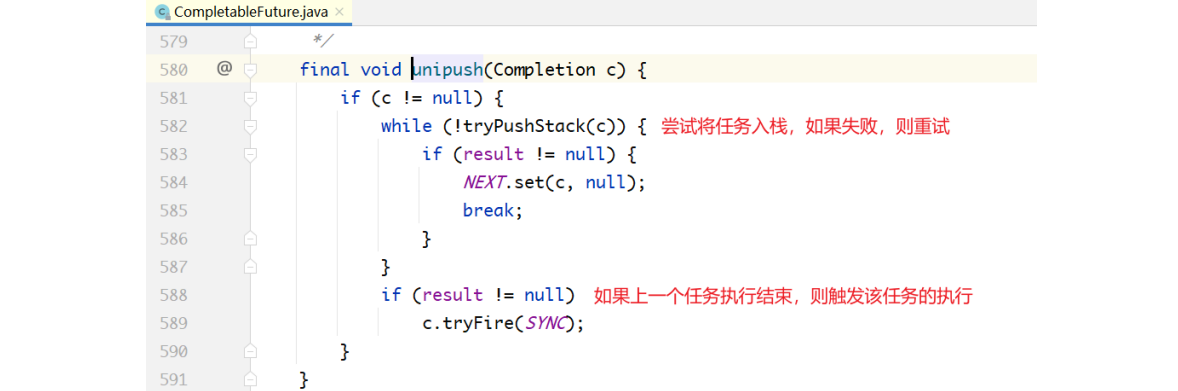 CompletableFuture.java
579 */
580 @ final void unipush(Completion c) {
581 if (c != null) {
582 while (!tryPushStack(c)) { 尝试将任务入栈，如果失败，则重试
583 if (result != null) {
584 NEXT.set(c, null);
585 break;
586 }
587 }
588 if (result != null) 如果上一个任务执行结束，则触发该任务的执行
589 c.tryFire(SYNC);
590 }
591 }